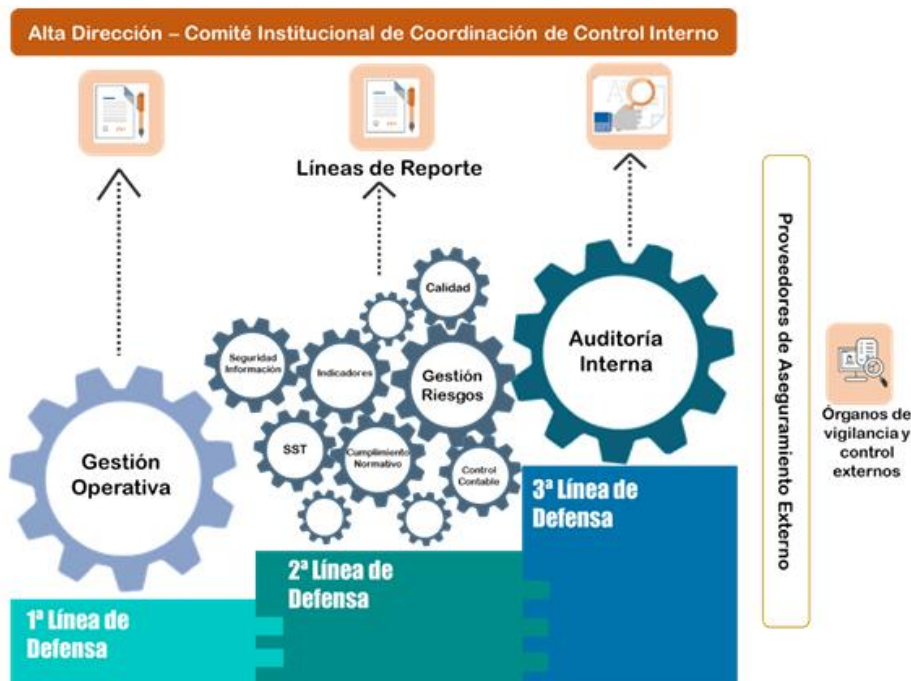 Alta Dirección – Comité Institucional de Coordinación de Control Interno
Líneas de Reporte
Calidad
Seguridad
Información
Indicadores
Gestión
Riesgos
SST
Cumplimiento
Normativo
Control
Contable
Gestión
Operativa
Auditoría
Interna
1ª Línea de
Defensa
2ª Línea de
Defensa
3ª Línea de
Defensa
Proveedores de Aseguramiento Externo
Órganos de
vigilancia y
control
externos